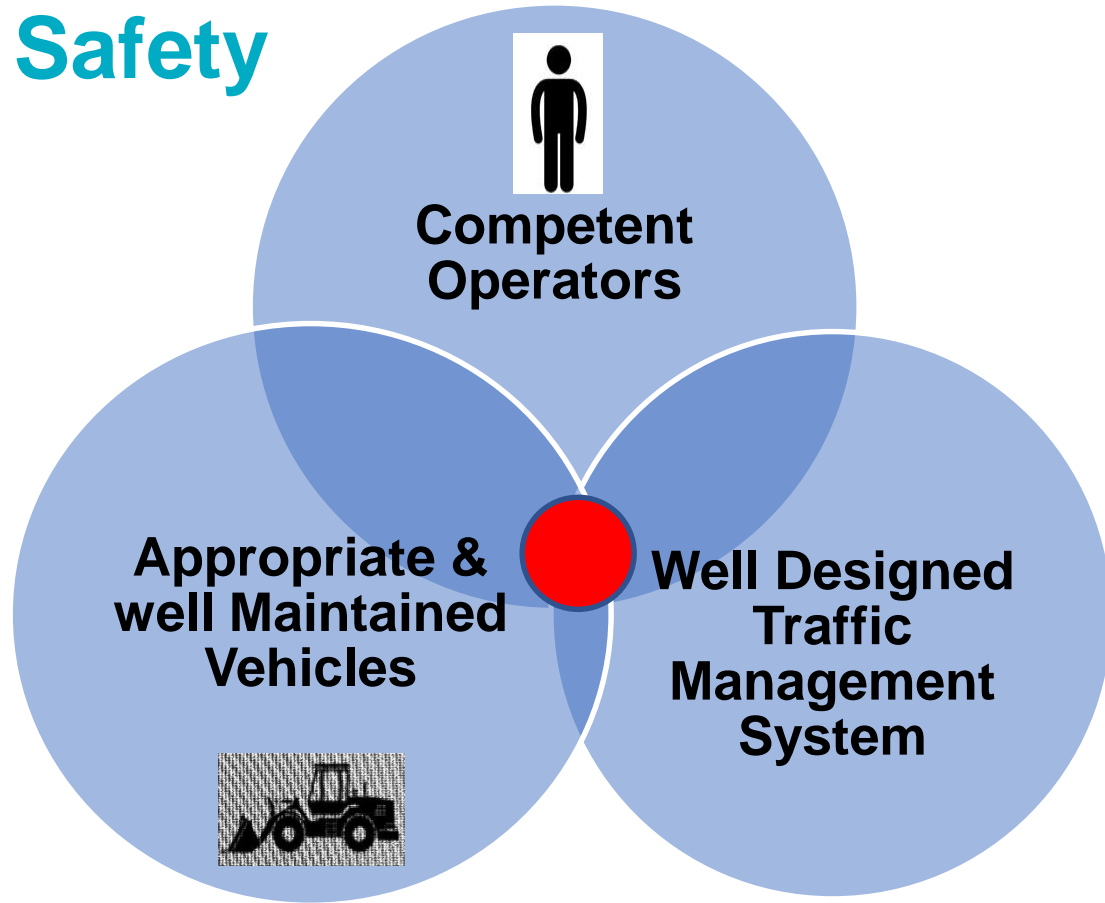 Safety
Competent
Operators
Appropriate &
well Maintained
Vehicles
Well Designed
Traffic
Management
System